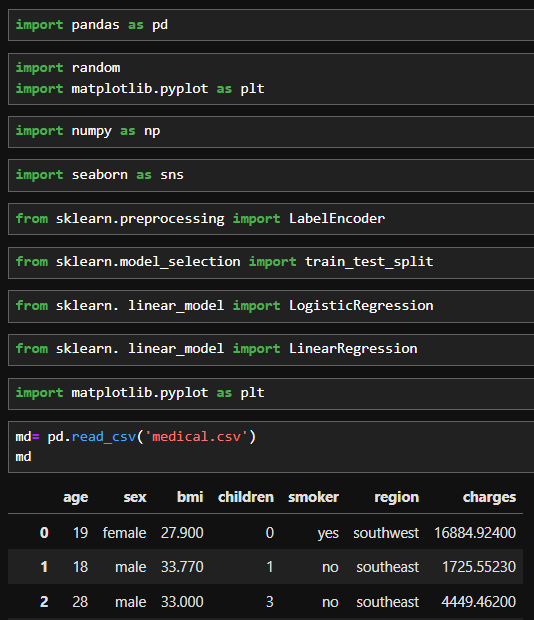 import pandas as pd
import random
import matplotlib.pyplot as plt
import numpy as np
import seaborn as sns
from sklearn.preprocessing import LabelEncoder
from sklearn.model_selection import train_test_split
from sklearn. linear_model import LogisticRegression
from sklearn. linear_model import LinearRegression
import matplotlib.pyplot as plt
md= pd.read_csv('medical.csv')
md
age sex bmi children smoker region charges
0 19 female 27.900 0 yes southwest 16884.92400
1 18 male 33.770 1 no southeast 1725.55230
2 28 male 33.000 3 no southeast 4449.46200